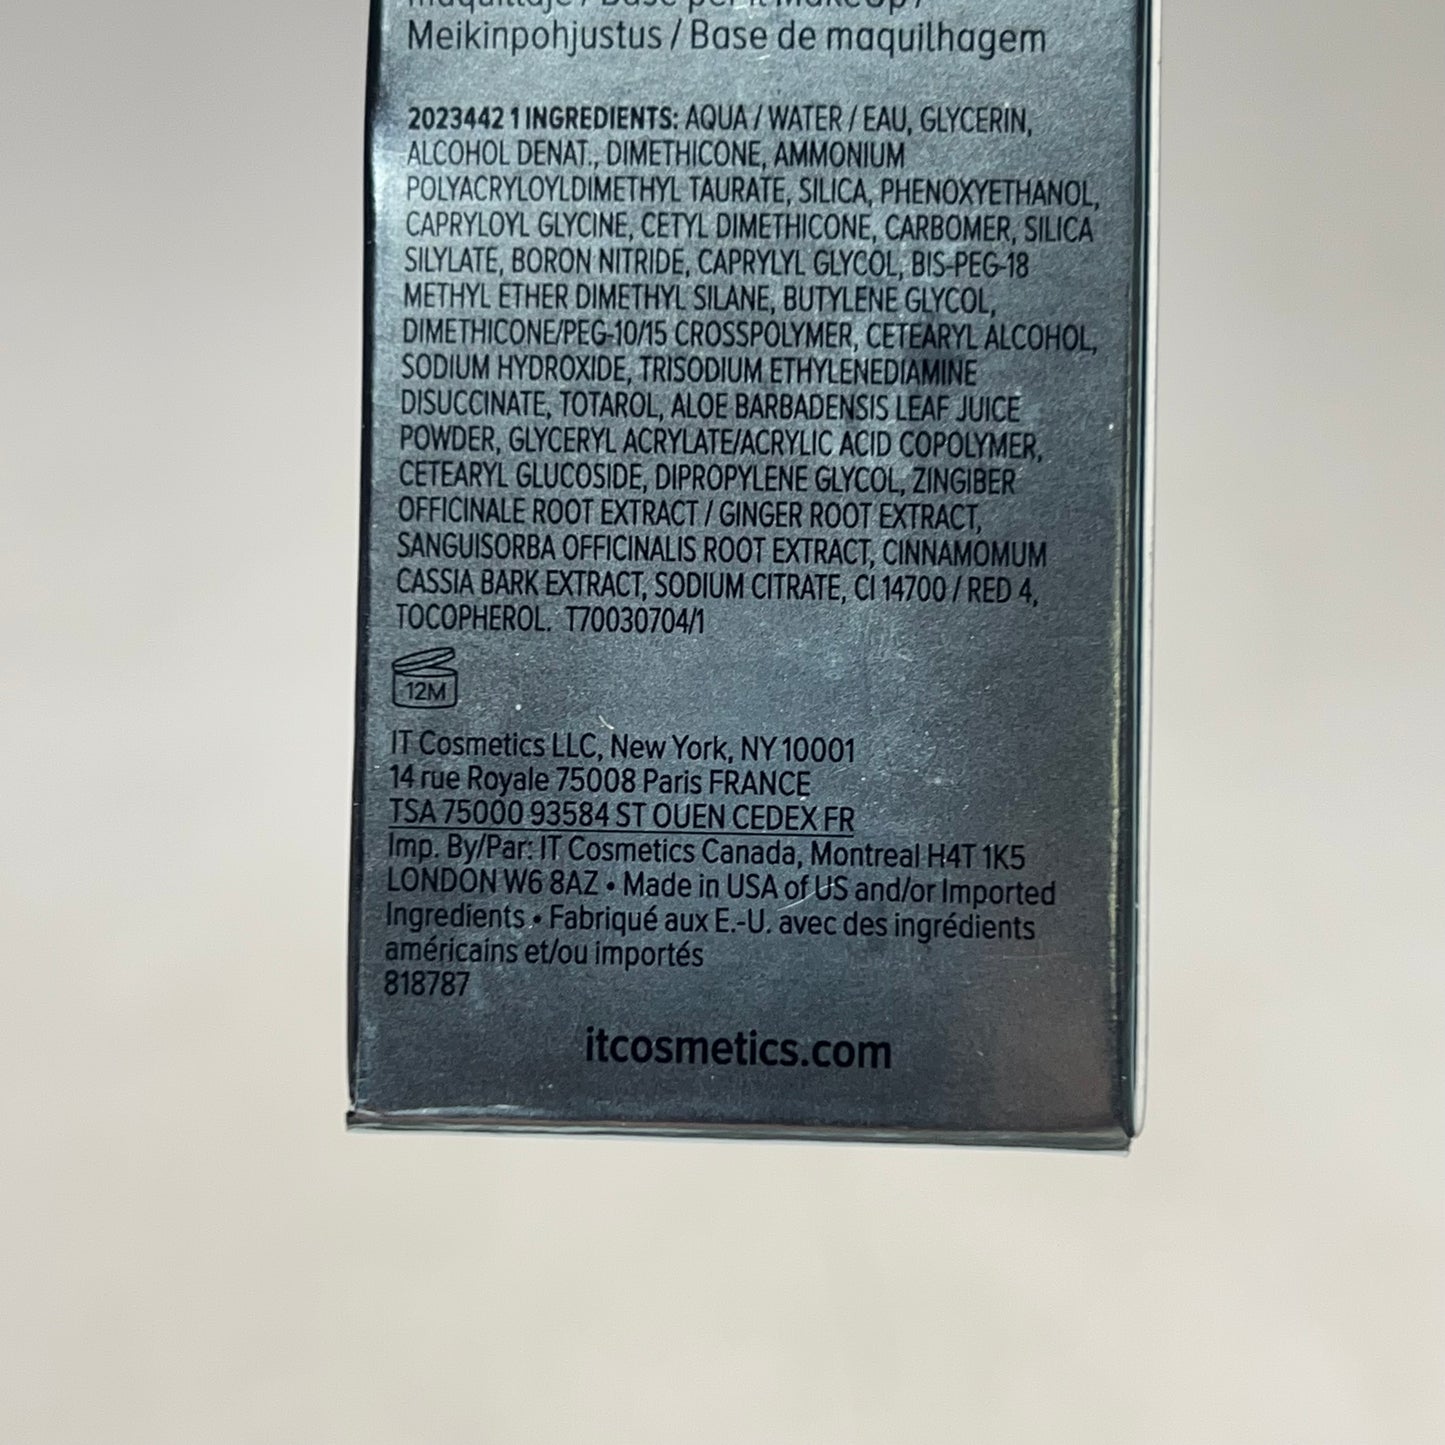 maquillaje / Base per il MakeUp /
Meikinpohjustus / Base de maquilhagem
2023442 1 INGREDIENTS: AQUA / WATER / EAU, GLYCERIN,
ALCOHOL DENAT., DIMETHICONE, AMMONIUM
POLYACRYLOYLDIMETHYL TAURATE, SILICA, PHENOXYETHANOL,
CAPRYLOYL GLYCINE, CETYL DIMETHICONE, CARBOMER, SILICA
SILYLATE, BORON NITRIDE, CAPRYLYL GLYCOL, BIS-PEG-18
METHYL ETHER DIMETHYL SILANE, BUTYLENE GLYCOL,
DIMETHICONE/PEG-10/15 CROSSPOLYMER, CETEARYL ALCOHOL,
SODIUM HYDROXIDE, TRISODIUM ETHYLENEDIAMINE
DISUCCINATE, TOTAROL, ALOE BARBADENSIS LEAF JUICE
POWDER, GLYCERYL ACRYLATE/ACRYLIC ACID COPOLYMER,
CETEARYL GLUCOSIDE, DIPROPYLENE GLYCOL, ZINGIBER
OFFICINALE ROOT EXTRACT / GINGER ROOT EXTRACT,
SANGUISORBA OFFICINALIS ROOT EXTRACT, CINNAMOMUM
CASSIA BARK EXTRACT, SODIUM CITRATE, CI 14700 / RED 4,
TOCOPHEROL. T70030704/1
12M
IT Cosmetics LLC, New York, NY 10001
14 rue Royale 75008 Paris FRANCE
TSA 75000 93584 ST OUEN CEDEX FR
Imp. By/Par: IT Cosmetics Canada, Montreal H4T 1K5
LONDON W6 8AZ • Made in USA of US and/or Imported
Ingredients • Fabriqué aux E.-U. avec des ingrédients
américains et/ou importés
818787
itcosmetics.com